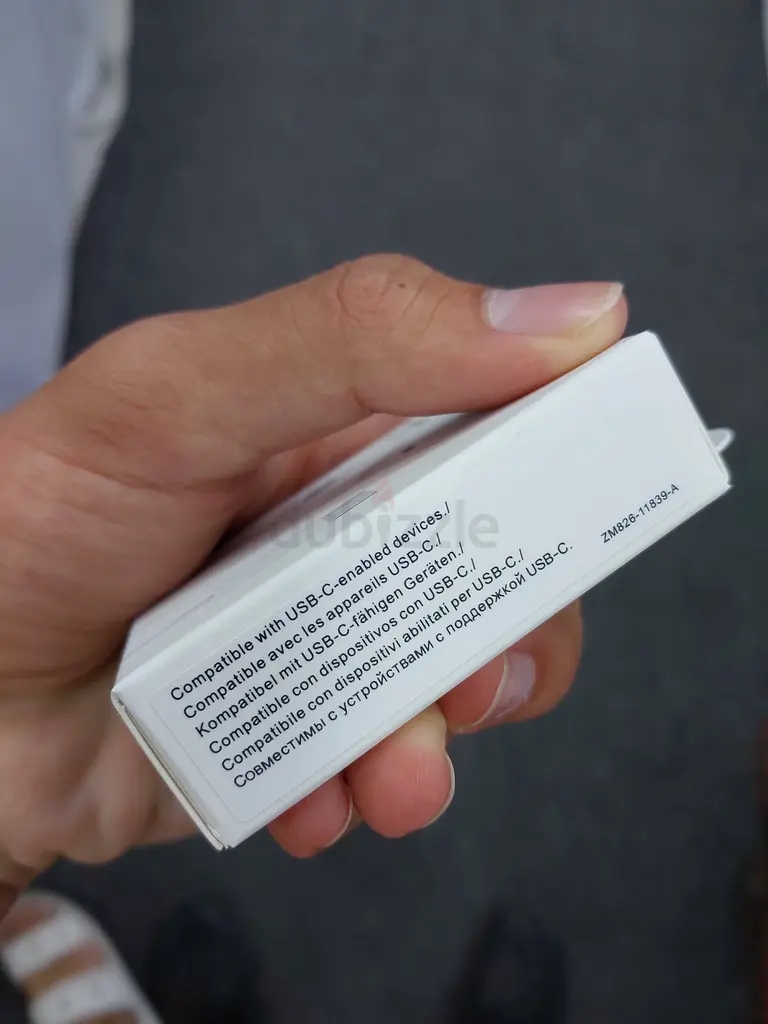 Compatible with USB-C-enabled devices./
Compatible avec les appareils USB-C./
Kompatibel mit USB-C-fähigen Geräten./
Compatible con dispositivos con USB-C./
Compatibile con dispositivi abilitati per USB-C./
Совместимы с устройствами с поддержкой USB-C.
ZM826-11839-A
dubizzle